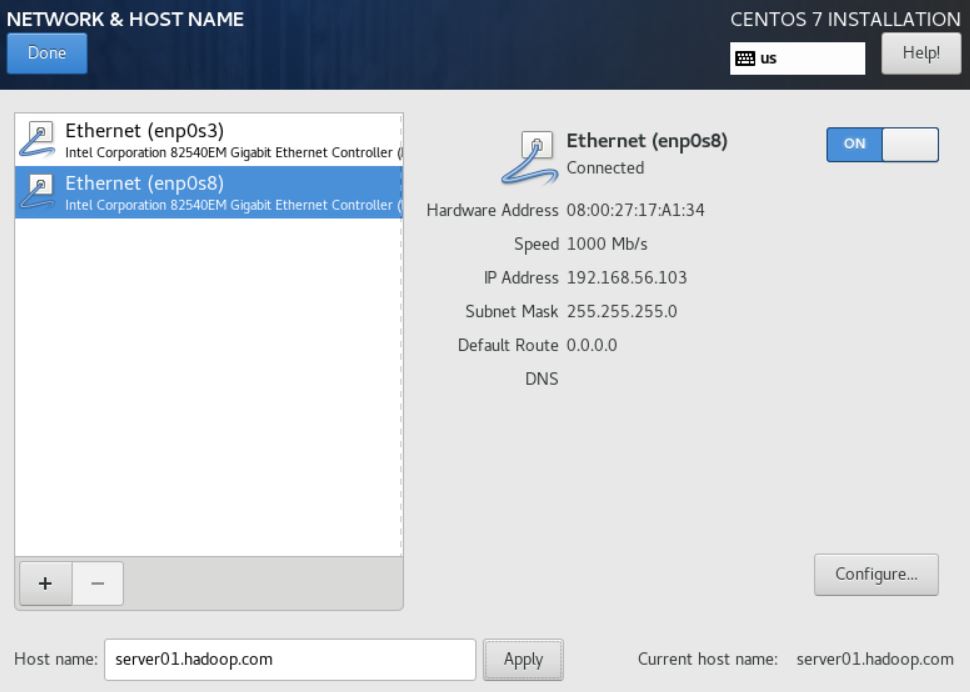 NETWORK & HOST NAME
CENTOS 7 INSTALLATION
Done
us
Help!
Ethernet (enp0s3)
Intel Corporation 82540EM Gigabit Ethernet Controller (
Ethernet (enp0s8)
Intel Corporation 82540EM Gigabit Ethernet Controller (
Ethernet (enp0s8)
Connected
ON
Hardware Address 08:00:27:17:A1:34
Speed 1000 Mb/s
IP Address 192.168.56.103
Subnet Mask 255.255.255.0
Default Route 0.0.0.0
DNS
+ −
Configure...
Host name: server01.hadoop.com Apply Current host name: server01.hadoop.com